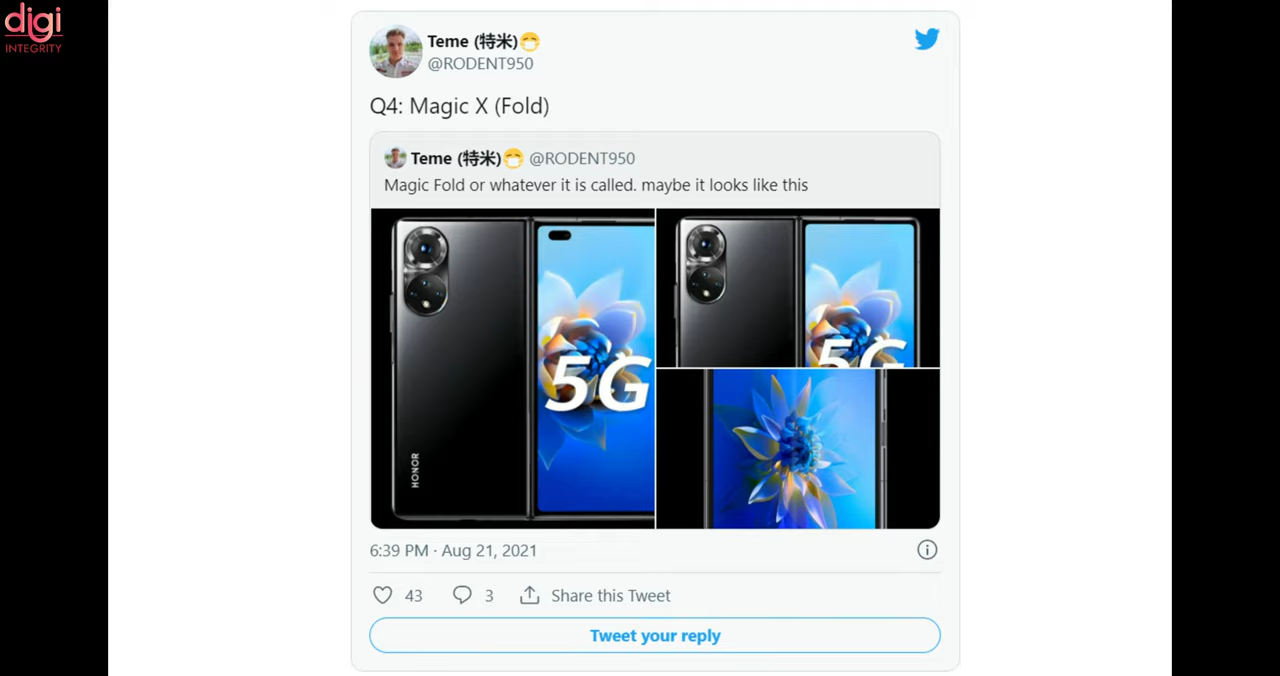 digi
INTEGRITY
Teme (特米)😷
@RODENT950
Q4: Magic X (Fold)
Teme (特米)😷 @RODENT950
Magic Fold or whatever it is called. maybe it looks like this
5G
HONOR
5G
6:39 PM · Aug 21, 2021
43 3 Share this Tweet
Tweet your reply